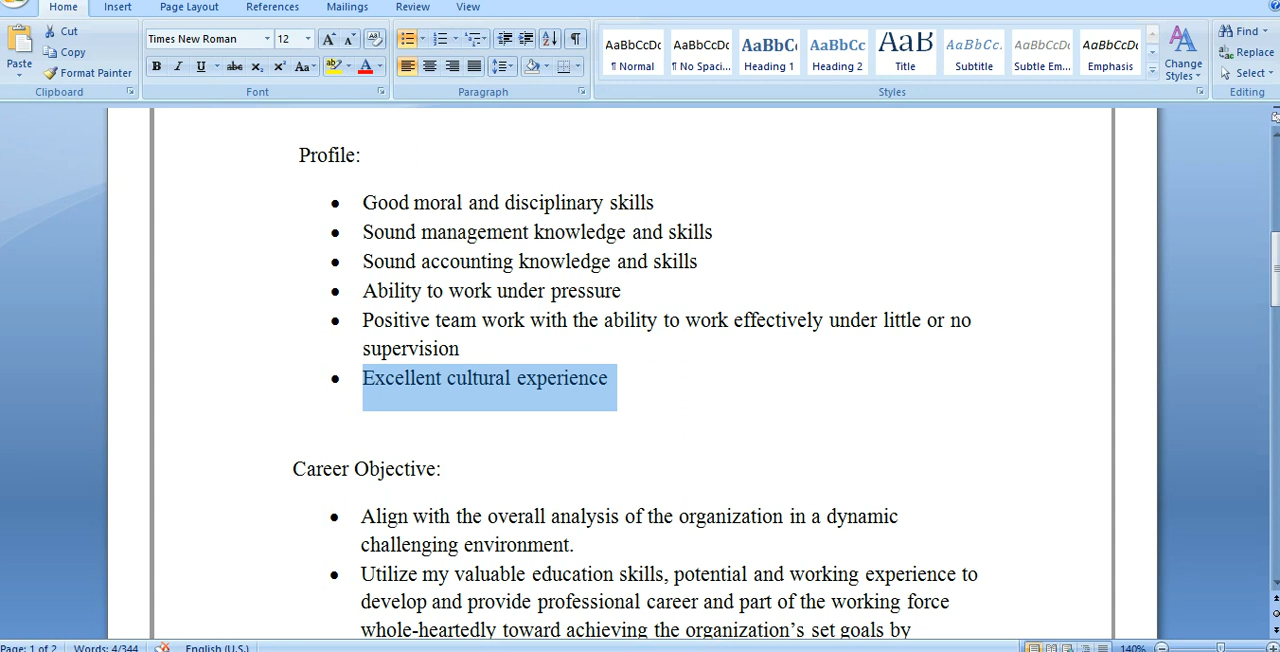 Home Insert Page Layout References Mailings Review View
Cut
Copy
Format Painter
Paste
Clipboard
Times New Roman 12
B I U abc X₂ X² Aa
ab A
Font
Paragraph
AaBbCcDc AaBbCcDc AaBbC AaBbCc AaB AaBbCc. AaBbCcDi AaBbCcDi
¶ Normal ¶ No Spaci... Heading 1 Heading 2 Title Subtitle Subtle Em... Emphasis
Change
Styles
Styles
Find
Replace
Select
Editing
Profile:
• Good moral and disciplinary skills
• Sound management knowledge and skills
• Sound accounting knowledge and skills
• Ability to work under pressure
• Positive team work with the ability to work effectively under little or no
supervision
• Excellent cultural experience
Career Objective:
• Align with the overall analysis of the organization in a dynamic
challenging environment.
• Utilize my valuable education skills, potential and working experience to
develop and provide professional career and part of the working force
whole-heartedly toward achieving the organization's set goals by
Page: 1 of 2 Words: 4/344 English (U.S.) 140%